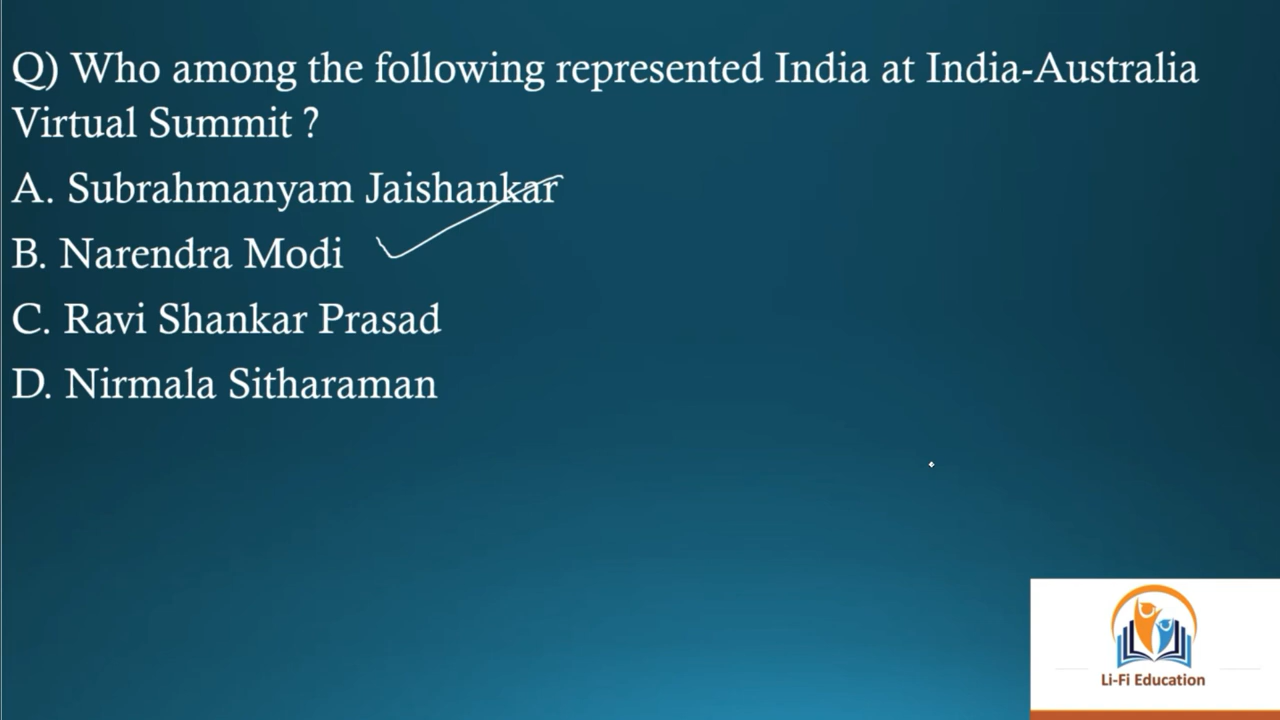 Q) Who among the following represented India at India-Australia
Virtual Summit ?
A. Subrahmanyam Jaishankar
B. Narendra Modi
C. Ravi Shankar Prasad
D. Nirmala Sitharaman
Li-Fi Education